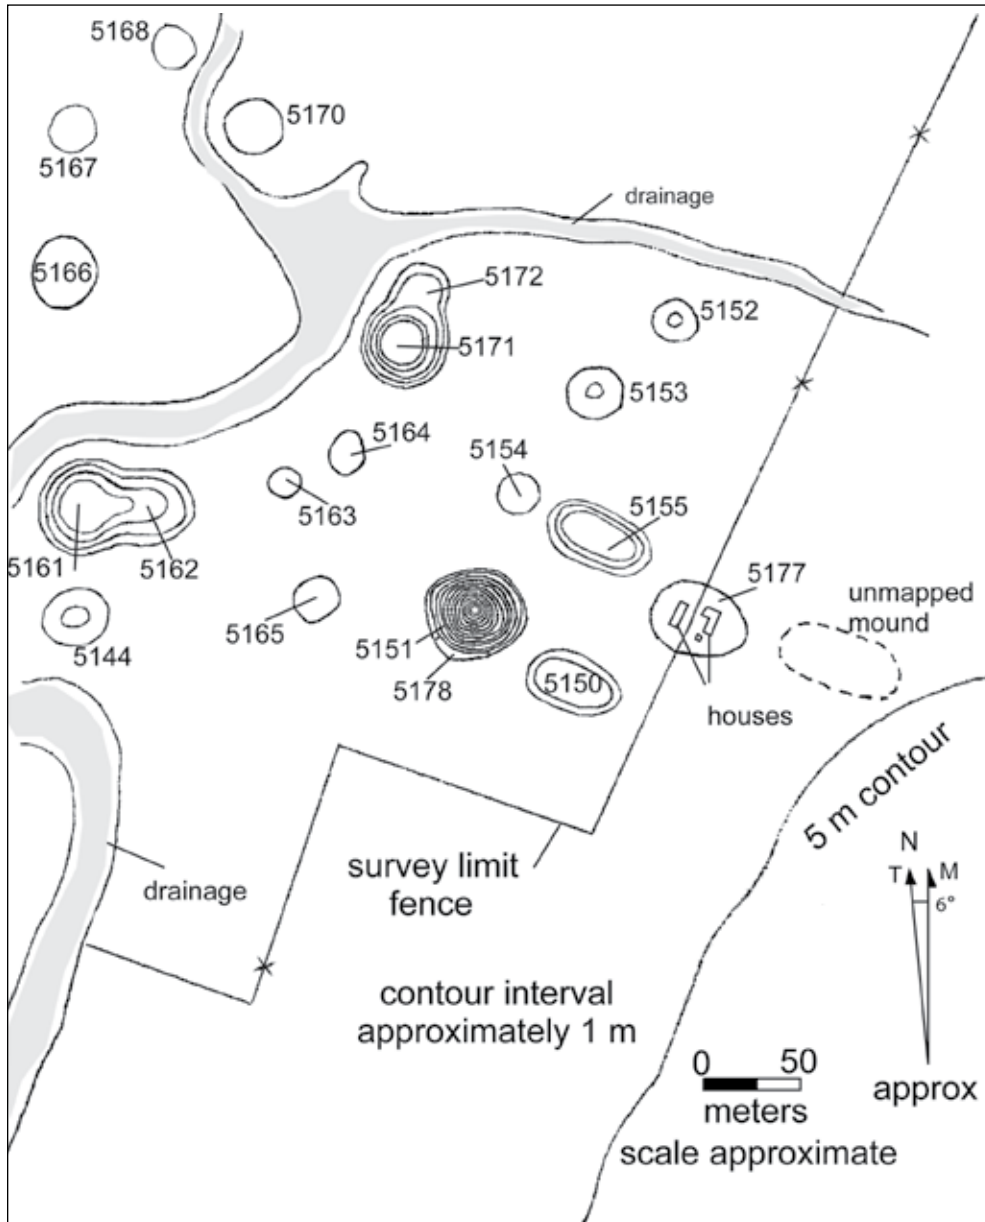 5168
5170
5167
drainage
5166
5172
5152
5171
5153
5164
5154
5163
5155
5161
5162
5177
unmapped
mound
5165
5151
5144
5178
5150
houses
5 m contour
survey limit
fence
drainage
N
T
M
6°
contour interval
approximately 1 m
0
50
approx
meters
scale approximate